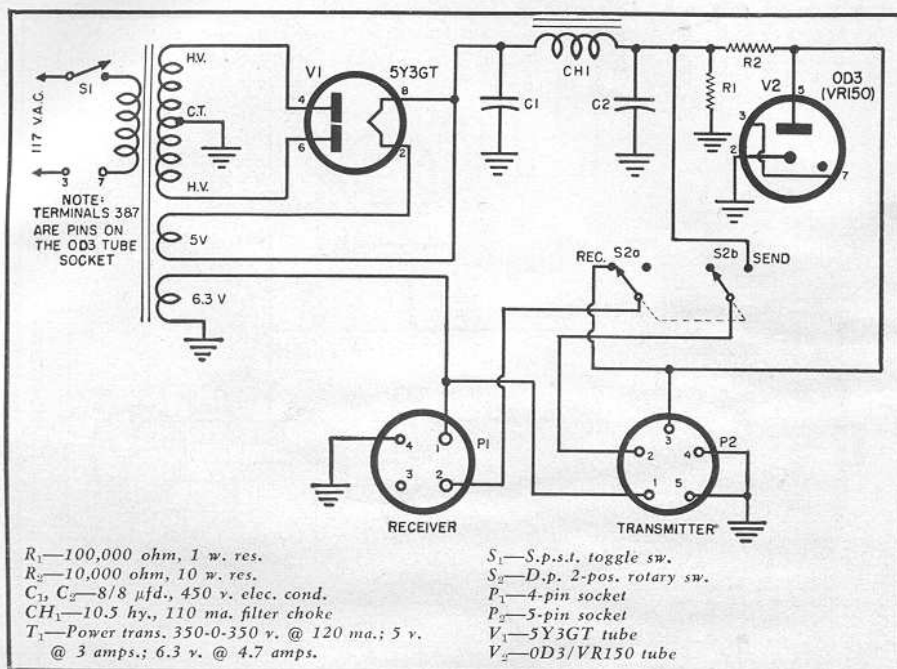 117 V.A.C.
S1
3
7
NOTE:
TERMINALS 3&7
ARE PINS ON
THE OD3 TUBE
SOCKET
H.V.
C.T.
H.V.
5V
6.3 V
V1
5Y3GT
4
6
8
2
C1
CH1
C2
R1
R2
V2
OD3
(VR150)
5
3
2
7
REC.
S2a
S2b
SEND
4
1
3
2
P1
RECEIVER
3
2
4
1
5
P2
TRANSMITTER
R1—100,000 ohm, 1 w. res.
R2—10,000 ohm, 10 w. res.
C1, C2—8/8 µfd., 450 v. elec. cond.
CH1—10.5 hy., 110 ma. filter choke
T1—Power trans. 350-0-350 v. @ 120 ma.; 5 v.
@ 3 amps.; 6.3 v. @ 4.7 amps.
S1—S.p.s.t. toggle sw.
S2—D.p. 2-pos. rotary sw.
P1—4-pin socket
P2—5-pin socket
V1—5Y3GT tube
V2—0D3/VR150 tube